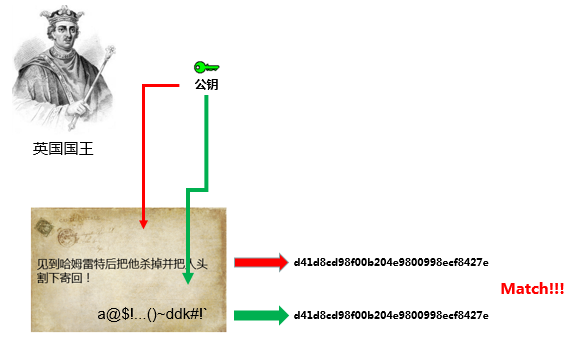 公钥
英国国王
见到哈姆雷特后把他杀掉并把人头
割下寄回！
a@$!...()~ddk#!`
d41d8cd98f00b204e9800998ecf8427e
Match!!!
d41d8cd98f00b204e9800998ecf8427e